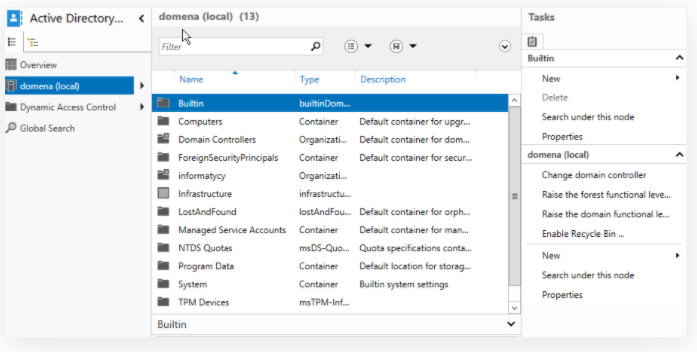 Active Directory...
Overview
domena (local)
Dynamic Access Control
Global Search
domena (local) (13)
Filter
Name Type Description
Builtin builtinDom...
Computers Container Default container for upgr...
Domain Controllers Organizati... Default container for dom...
ForeignSecurityPrincipals Container Default container for secur...
informatycy Organizati...
Infrastructure infrastructu...
LostAndFound lostAndFou... Default container for orph...
Managed Service Accounts Container Default container for man...
NTDS Quotas msDS-Quo... Quota specifications conta...
Program Data Container Default location for storag...
System Container Builtin system settings
TPM Devices msTPM-Inf...
Builtin
Tasks
Builtin
New
Delete
Search under this node
Properties
domena (local)
Change domain controller
Raise the forest functional leve...
Raise the domain functional le...
Enable Recycle Bin ...
New
Search under this node
Properties